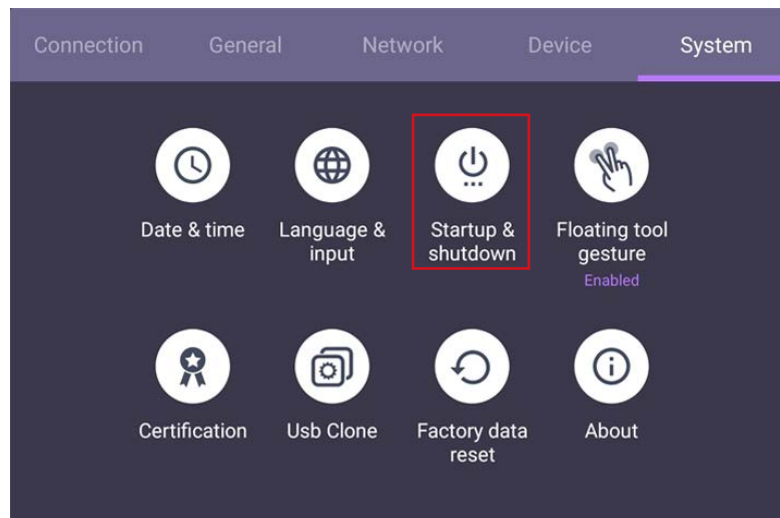 Connection General Network Device System
Date & time
Language &
input
Startup &
shutdown
Floating tool
gesture
Enabled
Certification
Usb Clone
Factory data
reset
About